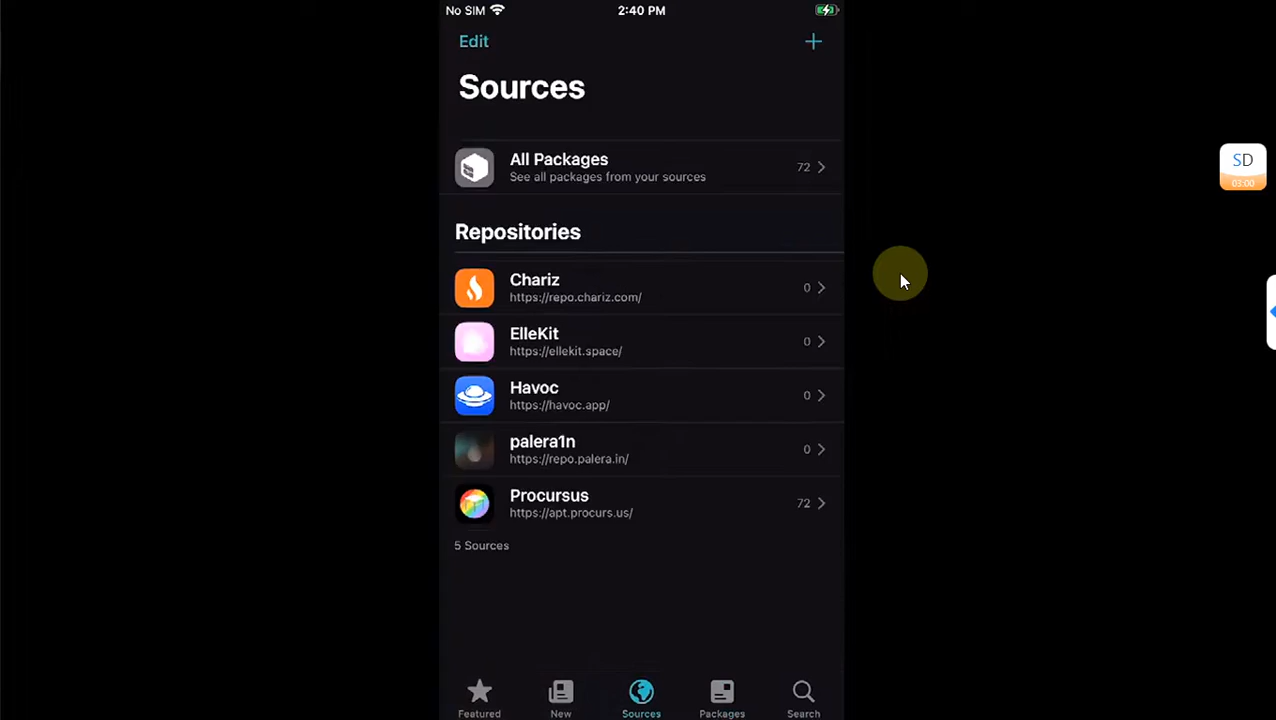 No SIM
2:40 PM
Edit
+
Sources
All Packages
72
See all packages from your sources
Repositories
Chariz
https://repo.chariz.com/
0
ElleKit
https://ellekit.space/
0
Havoc
https://havoc.app/
0
palera1n
https://repo.palera.in/
0
Procursus
https://apt.procurs.us/
72
5 Sources
Featured
New
Sources
Packages
Search
SD
03:00